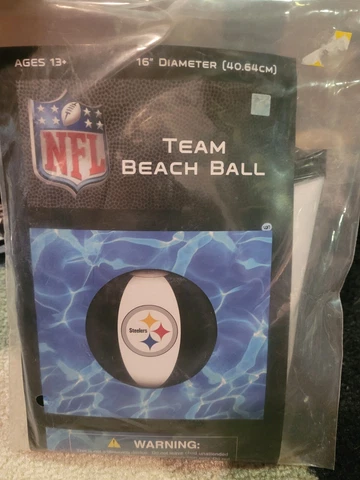 AGES 13+
16" DIAMETER (40.64CM)
NFL
TEAM
BEACH BALL
Steelers
WARNING: